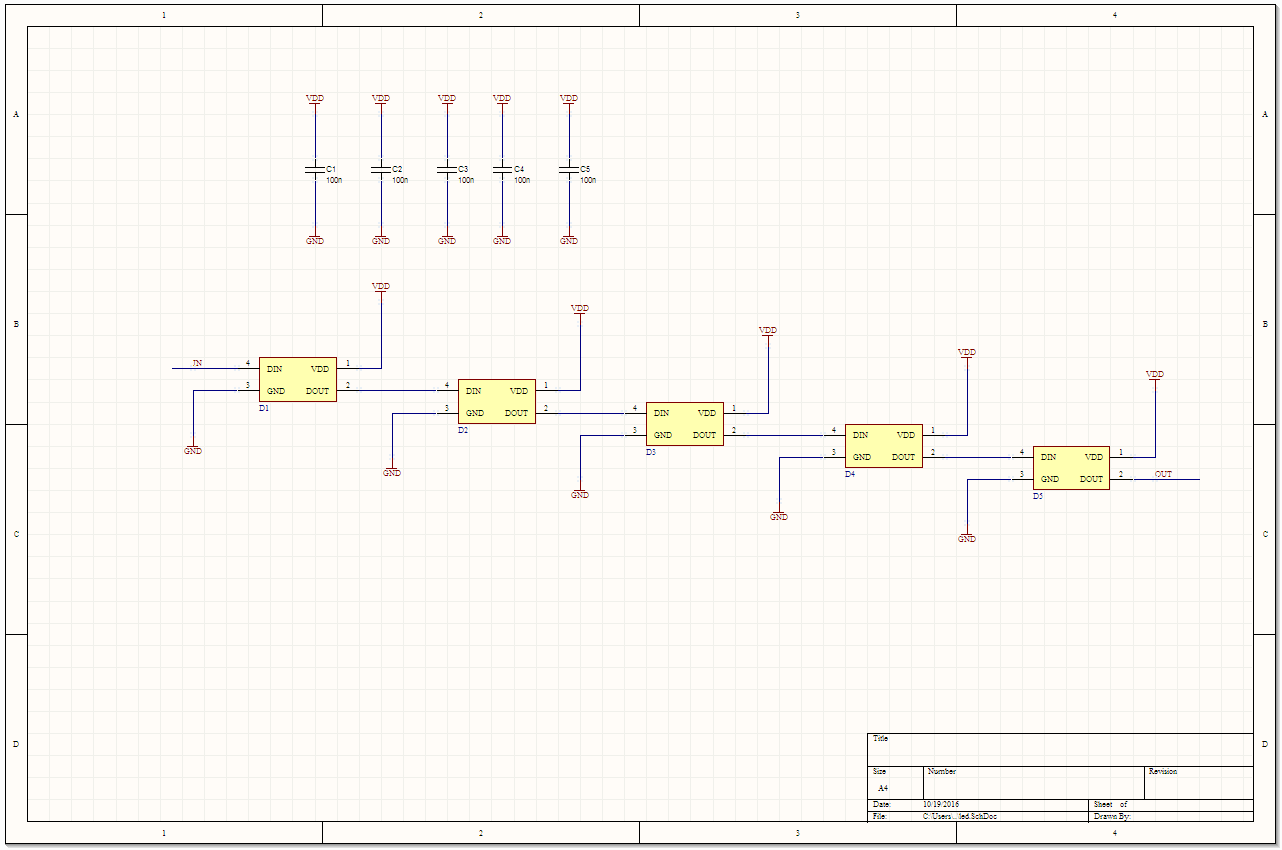 1 2 3 4
A A
VDD VDD VDD VDD VDD
C1 C2 C3 C4 C5
100n 100n 100n 100n 100n
GND GND GND GND GND
VDD
VDD
B B
VDD
VDD
IN 4 DIN VDD 1
VDD
3 GND DOUT 2
4 DIN VDD 1
D1
3 GND DOUT 2
4 DIN VDD 1
D2
3 GND DOUT 2
4 DIN VDD 1
GND
D3
3 GND DOUT 2
4 DIN VDD 1
GND
D4
3 GND DOUT 2 OUT
GND
D5
GND
C C
GND
Title
D D
Size Number Revision
A4
Date: 10/19/2016 Sheet of
File: C:\Users\..\led.SchDoc Drawn By:
1 2 3 4